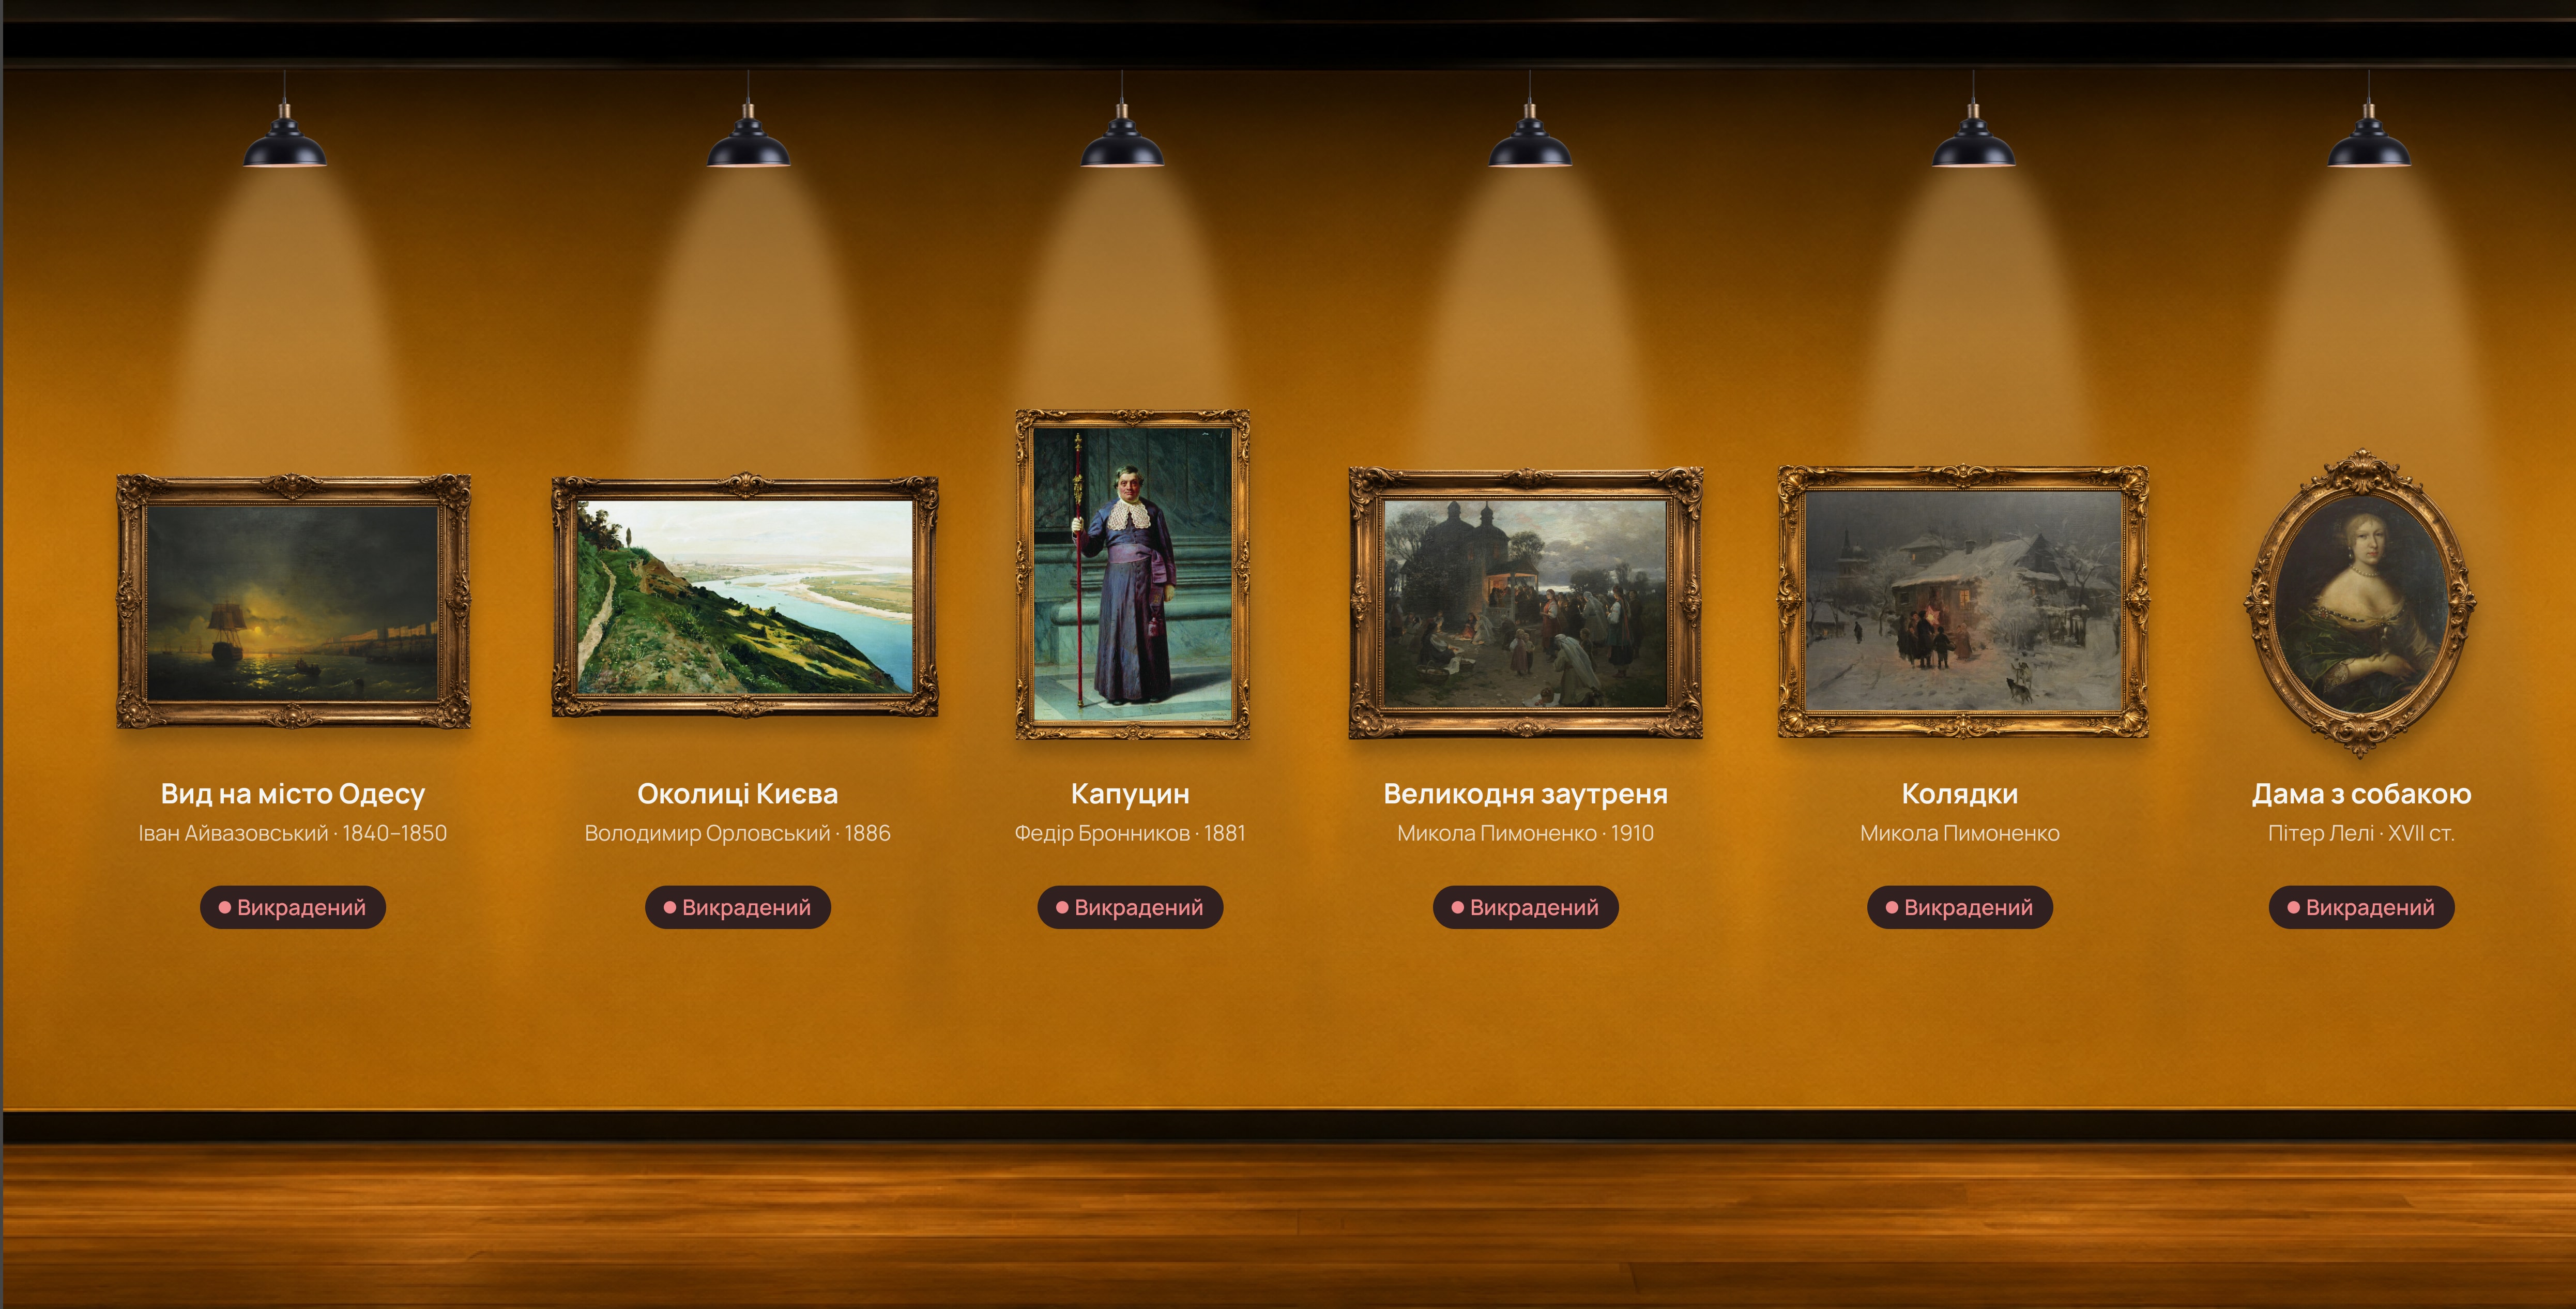 Вид на місто Одесу
Іван Айвазовський · 1840–1850
Викрадений
Околиці Києва
Володимир Орловський · 1886
Викрадений
Капуцин
Федір Бронников · 1881
Викрадений
Великодня заутреня
Микола Пимоненко · 1910
Викрадений
Колядки
Микола Пимоненко
Викрадений
Дама з собакою
Пітер Лелі · XVII ст.
Викрадений